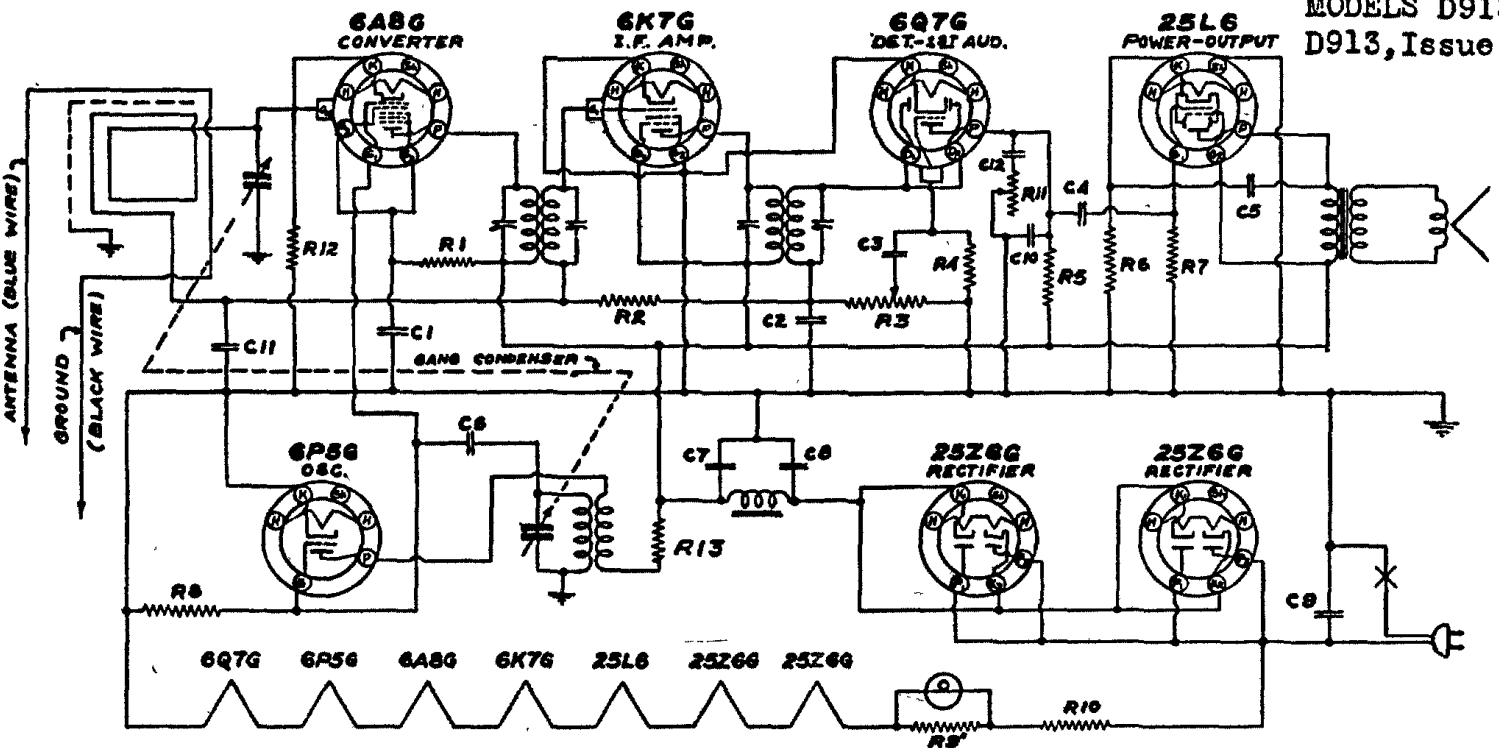 MODELS D913
D913, Issue
6A8G
CONVERTER
6K7G
I.F. AMP.
6Q7G
DET.-1ST AUD.
25L6
POWER-OUTPUT
ANTENNA (BLUE WIRE)
GROUND
(BLACK WIRE)
R12
R1
C1
C11
R2
C2
C3
R3
R4
C12
R11
C10
R5
C4
C5
R6
R7
GANG CONDENSER
6P5G
OSC.
C6
C7
C8
R13
25Z6G
RECTIFIER
25Z6G
RECTIFIER
C9
R8
6Q7G
6P5G
6A8G
6K7G
25L6
25Z6G
25Z6G
R9
R10